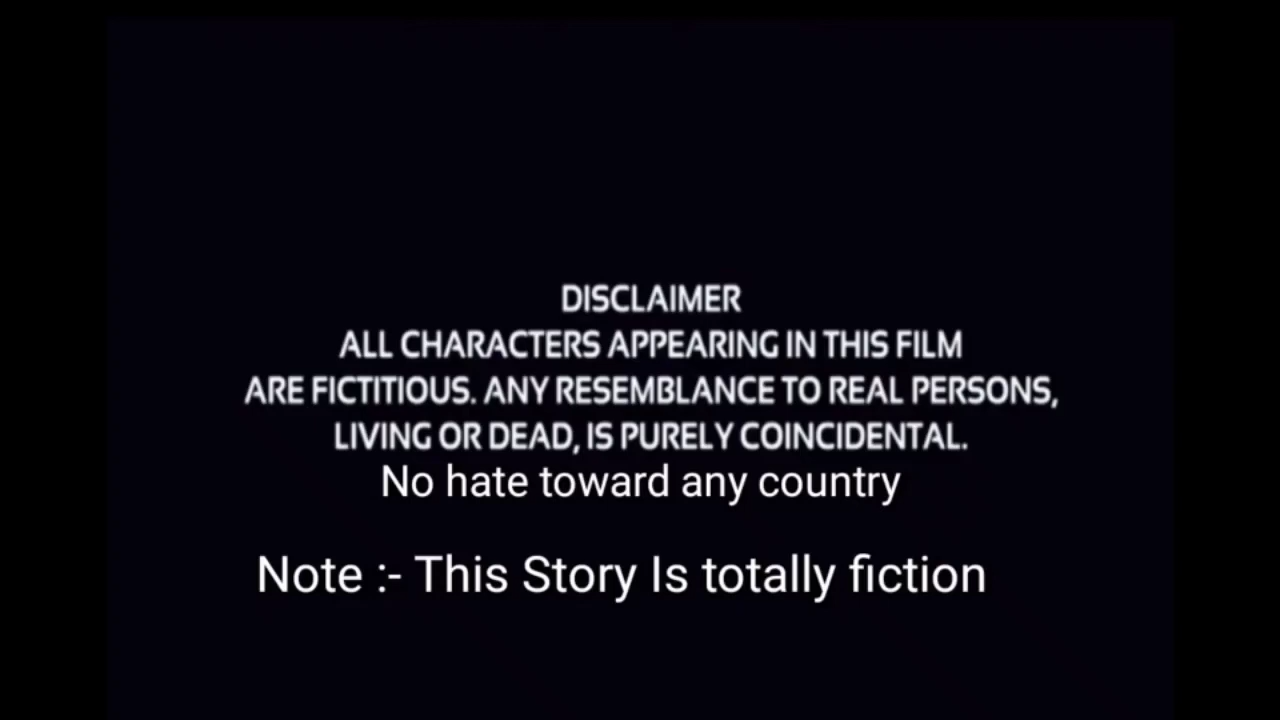 DISCLAIMER
ALL CHARACTERS APPEARING IN THIS FILM
ARE FICTITIOUS. ANY RESEMBLANCE TO REAL PERSONS,
LIVING OR DEAD, IS PURELY COINCIDENTAL.
No hate toward any country
Note :- This Story Is totally fiction